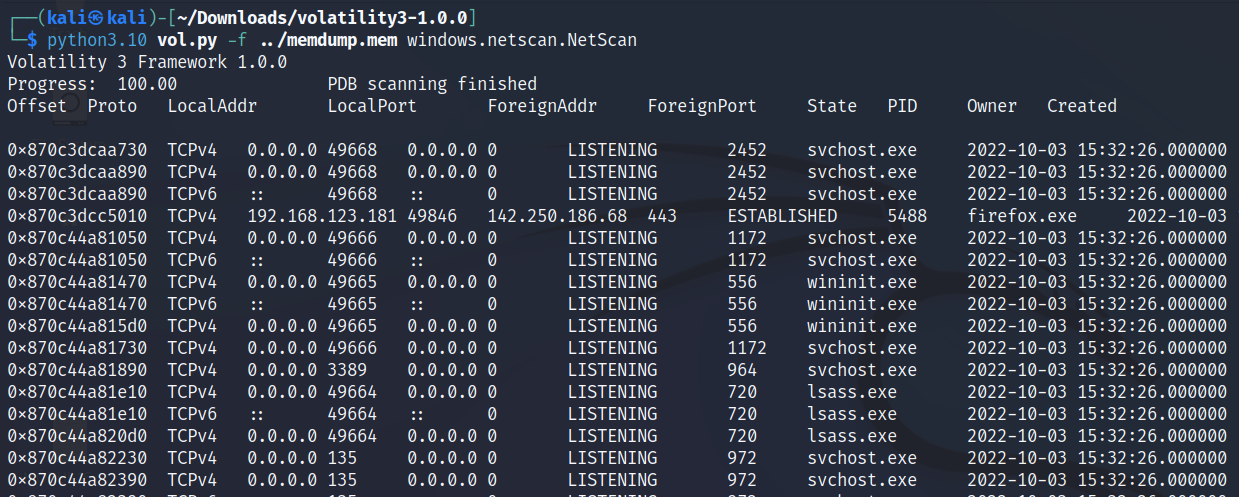 ┌──(kali㉿kali)-[~/Downloads/volatility3-1.0.0]
└─$ python3.10 vol.py -f ../memdump.mem windows.netscan.NetScan
Volatility 3 Framework 1.0.0
Progress:  100.00               PDB scanning finished
Offset  Proto   LocalAddr       LocalPort       ForeignAddr     ForeignPort     State   PID     Owner   Created
0×870c3dcaa730  TCPv4   0.0.0.0 49668   0.0.0.0 0       LISTENING       2452    svchost.exe     2022-10-03 15:32:26.000000
0×870c3dcaa890  TCPv4   0.0.0.0 49668   0.0.0.0 0       LISTENING       2452    svchost.exe     2022-10-03 15:32:26.000000
0×870c3dcaa890  TCPv6   ::      49668   ::      0       LISTENING       2452    svchost.exe     2022-10-03 15:32:26.000000
0×870c3dcc5010  TCPv4   192.168.123.181 49846   142.250.186.68  443     ESTABLISHED     5488    firefox.exe     2022-10-03
0×870c44a81050  TCPv4   0.0.0.0 49666   0.0.0.0 0       LISTENING       1172    svchost.exe     2022-10-03 15:32:26.000000
0×870c44a81050  TCPv6   ::      49666   ::      0       LISTENING       1172    svchost.exe     2022-10-03 15:32:26.000000
0×870c44a81470  TCPv4   0.0.0.0 49665   0.0.0.0 0       LISTENING       556     wininit.exe     2022-10-03 15:32:26.000000
0×870c44a81470  TCPv6   ::      49665   ::      0       LISTENING       556     wininit.exe     2022-10-03 15:32:26.000000
0×870c44a815d0  TCPv4   0.0.0.0 49665   0.0.0.0 0       LISTENING       556     wininit.exe     2022-10-03 15:32:26.000000
0×870c44a81730  TCPv4   0.0.0.0 49666   0.0.0.0 0       LISTENING       1172    svchost.exe     2022-10-03 15:32:26.000000
0×870c44a81890  TCPv4   0.0.0.0 3389    0.0.0.0 0       LISTENING       964     svchost.exe     2022-10-03 15:32:26.000000
0×870c44a81e10  TCPv4   0.0.0.0 49664   0.0.0.0 0       LISTENING       720     lsass.exe       2022-10-03 15:32:26.000000
0×870c44a81e10  TCPv6   ::      49664   ::      0       LISTENING       720     lsass.exe       2022-10-03 15:32:26.000000
0×870c44a820d0  TCPv4   0.0.0.0 49664   0.0.0.0 0       LISTENING       720     lsass.exe       2022-10-03 15:32:26.000000
0×870c44a82230  TCPv4   0.0.0.0 135     0.0.0.0 0       LISTENING       972     svchost.exe     2022-10-03 15:32:26.000000
0×870c44a82390  TCPv4   0.0.0.0 135     0.0.0.0 0       LISTENING       972     svchost.exe     2022-10-03 15:32:26.000000